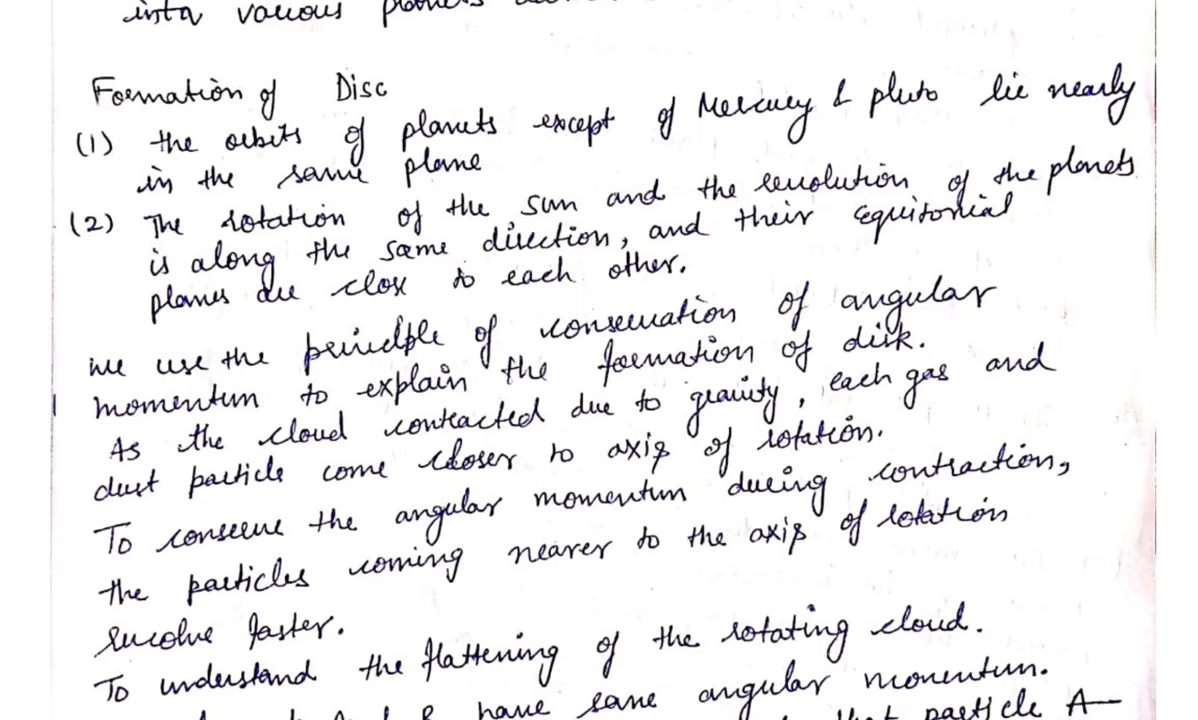 into various
Formation of Disc
(1) the orbits of planets except of Mercury & pluto lie nearly
in the same plane
(2) The rotation of the sun and the revolution of the planets
is along the same direction, and their equitorial
planes are close to each other.
we use the principle of conservation of angular
momentum to explain the formation of disk.
As the cloud contracted due to gravity, each gas and
dust particle come closer to axis of rotation.
To conserve the angular momentum during contraction,
the particles coming nearer to the axis of rotation
revolve faster.
To understand the flattening of the rotating cloud.
have same angular momentum.
that particle A